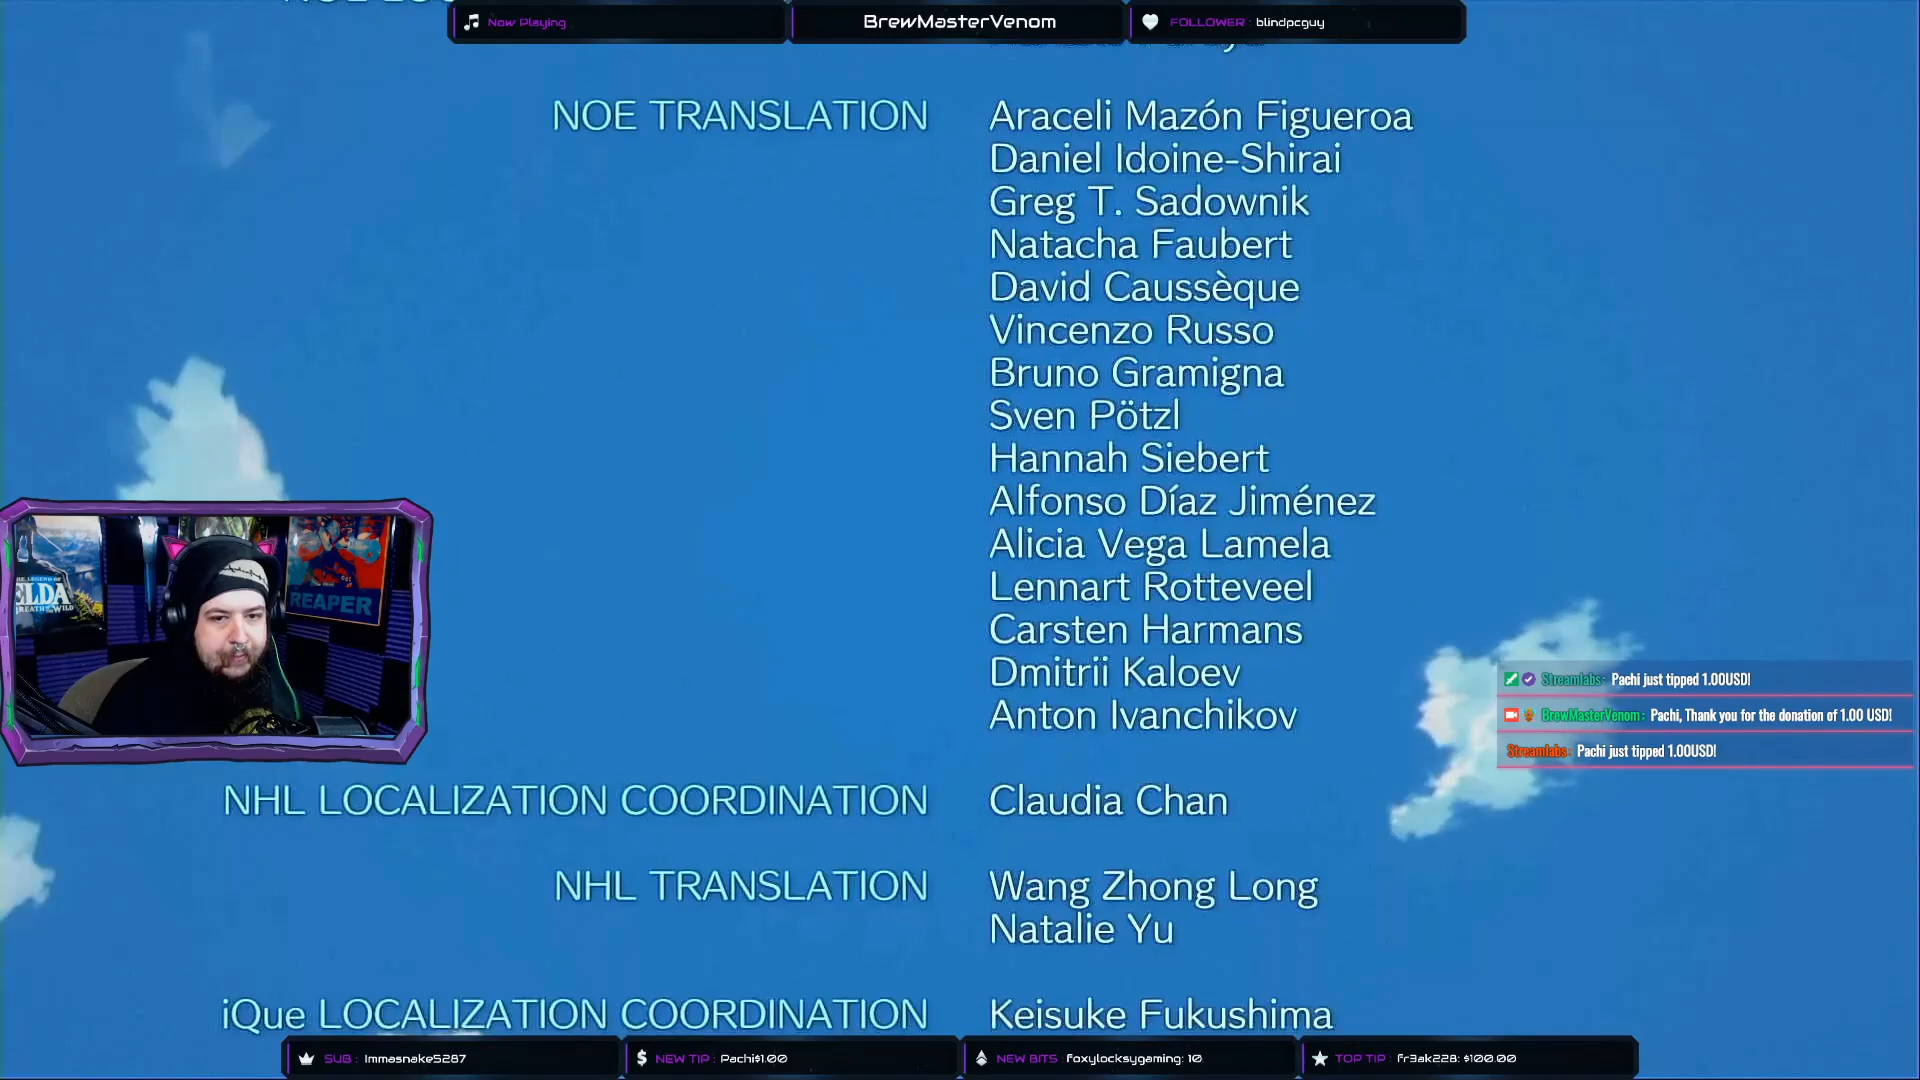 Now Playing
BrewMasterVenom
FOLLOWER : blindpcguy
NOE TRANSLATION
Araceli Mazón Figueroa
Daniel Idoine-Shirai
Greg T. Sadownik
Natacha Faubert
David Caussèque
Vincenzo Russo
Bruno Gramigna
Sven Pötzl
Hannah Siebert
Alfonso Díaz Jiménez
Alicia Vega Lamela
Lennart Rotteveel
Carsten Harmans
Dmitrii Kaloev
Anton Ivanchikov
NHL LOCALIZATION COORDINATION
Claudia Chan
NHL TRANSLATION
Wang Zhong Long
Natalie Yu
iQue LOCALIZATION COORDINATION
Keisuke Fukushima
REAPER
Streamlabs: Pachi just tipped 1.00USD!
BrewMasterVenom: Pachi, Thank you for the donation of 1.00 USD!
Streamlabs: Pachi just tipped 1.00USD!
SUB : Immasnake5287
NEW TIP : Pachi$1.00
NEW BITS : foxylocksygaming: 10
TOP TIP : fr3ak228: $100.00